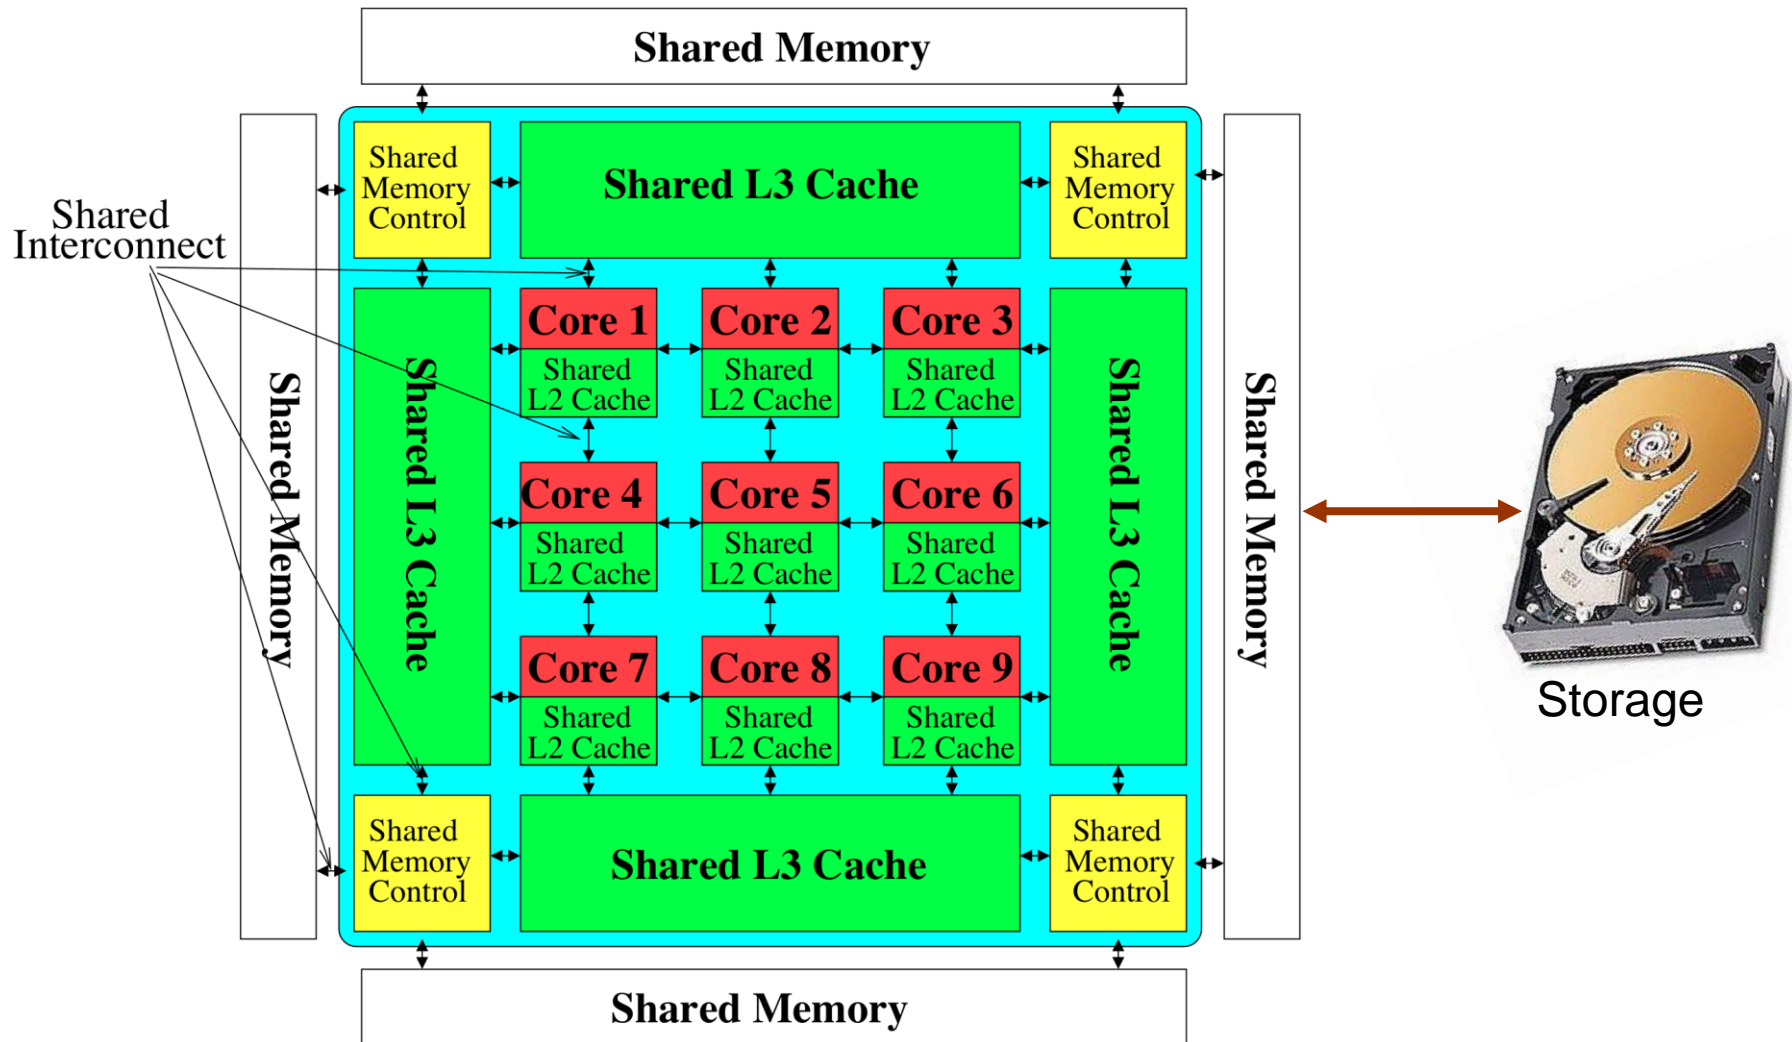 Shared Memory
Shared
Memory
Control
Shared L3 Cache
Shared
Memory
Control
Shared
Interconnect
Shared Memory
Shared L3 Cache
Core 1
Shared
L2 Cache
Core 2
Shared
L2 Cache
Core 3
Shared
L2 Cache
Core 4
Shared
L2 Cache
Core 5
Shared
L2 Cache
Core 6
Shared
L2 Cache
Core 7
Shared
L2 Cache
Core 8
Shared
L2 Cache
Core 9
Shared
L2 Cache
Shared L3 Cache
Shared Memory
Storage
Shared
Memory
Control
Shared L3 Cache
Shared
Memory
Control
Shared Memory